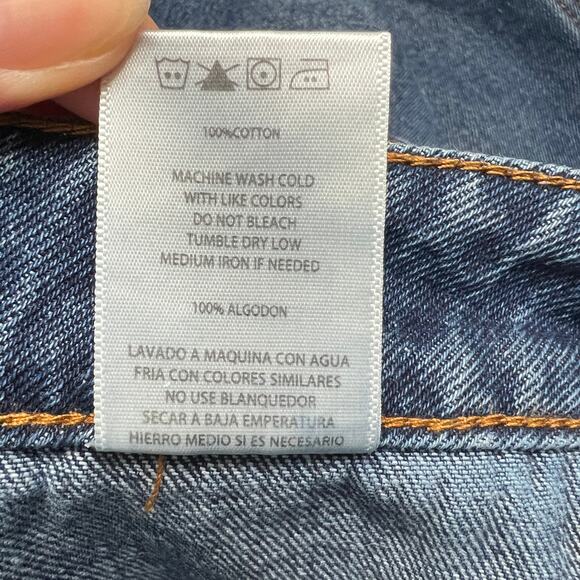 100%COTTON
MACHINE WASH COLD
WITH LIKE COLORS
DO NOT BLEACH
TUMBLE DRY LOW
MEDIUM IRON IF NEEDED
100% ALGODON
LAVADO A MAQUINA CON AGUA
FRIA CON COLORES SIMILARES
NO USE BLANQUEDOR
SECAR A BAJA EMPERATURA
HIERRO MEDIO SI ES NECESARIO